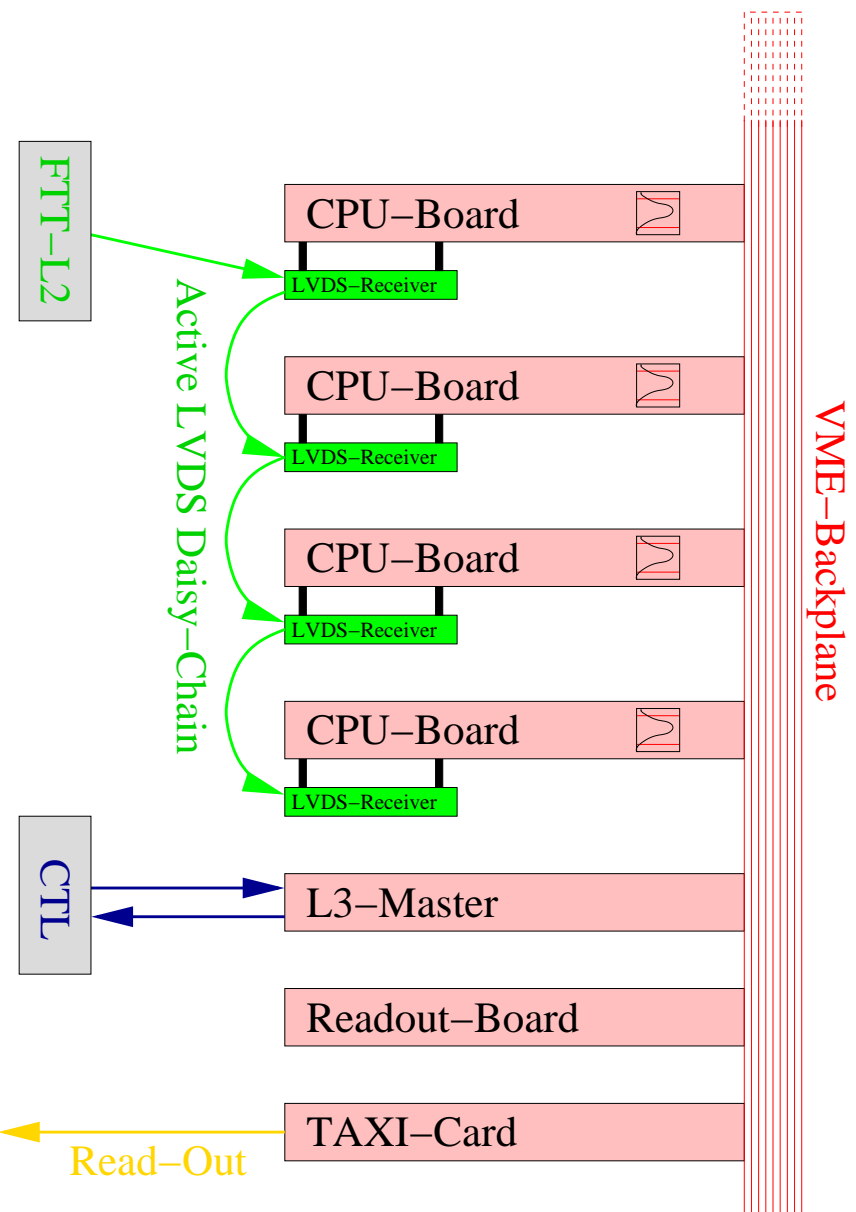 FTT–L2
CPU–Board
LVDS–Receiver
Active LVDS Daisy–Chain
CPU–Board
LVDS–Receiver
VME–Backplane
CPU–Board
LVDS–Receiver
CPU–Board
LVDS–Receiver
CTL
L3–Master
Readout–Board
TAXI–Card
Read–Out